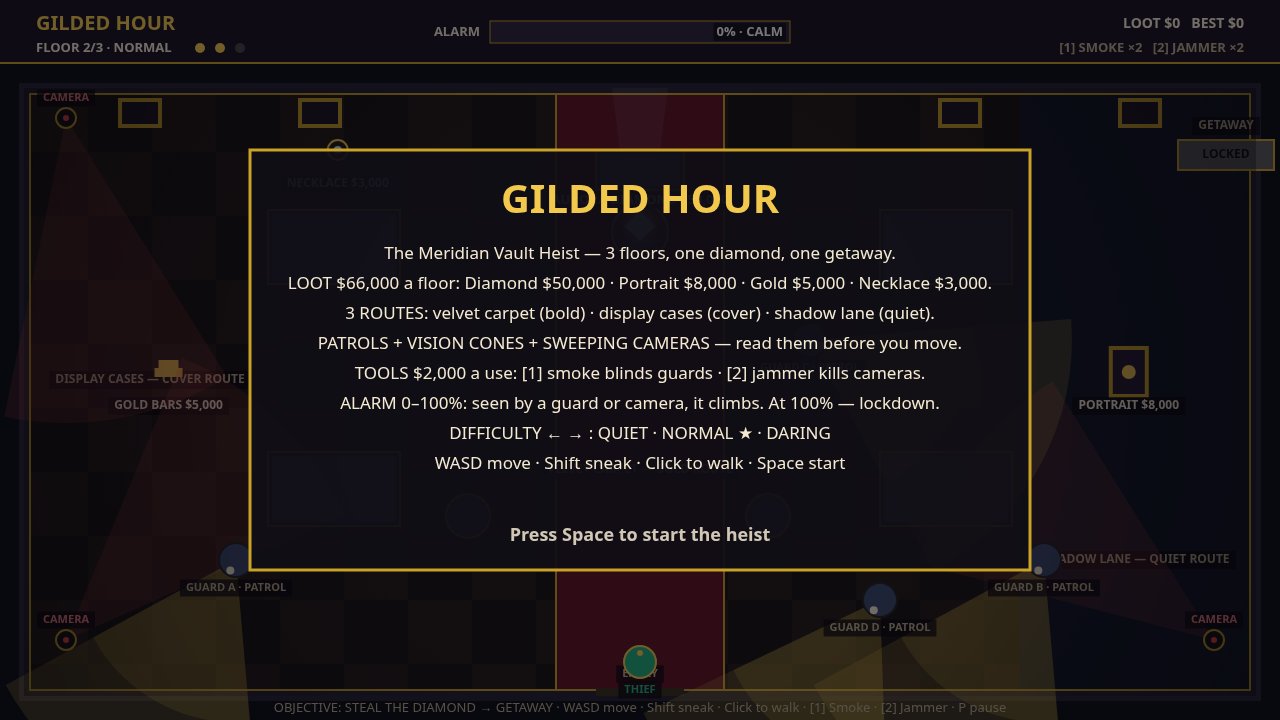 GILDED HOUR
FLOOR 2/3 · NORMAL
ALARM
0% · CALM
LOOT $0 BEST $0
[1] SMOKE ×2 [2] JAMMER ×2
CAMERA
GETAWAY
LOCKED
NECKLACE $3,000
GILDED HOUR
The Meridian Vault Heist — 3 floors, one diamond, one getaway.
LOOT $66,000 a floor: Diamond $50,000 · Portrait $8,000 · Gold $5,000 · Necklace $3,000.
3 ROUTES: velvet carpet (bold) · display cases (cover) · shadow lane (quiet).
PATROLS + VISION CONES + SWEEPING CAMERAS — read them before you move.
TOOLS $2,000 a use: [1] smoke blinds guards · [2] jammer kills cameras.
ALARM 0–100%: seen by a guard or camera, it climbs. At 100% — lockdown.
DIFFICULTY ← → : QUIET · NORMAL ★ · DARING
WASD move · Shift sneak · Click to walk · Space start
Press Space to start the heist
DISPLAY CASES — COVER ROUTE
GOLD BARS $5,000
PORTRAIT $8,000
LANE — QUIET ROUTE
GUARD A · PATROL
GUARD B · PATROL
GUARD D · PATROL
CAMERA
CAMERA
THIEF
OBJECTIVE: STEAL THE DIAMOND → GETAWAY · WASD move · Shift sneak · Click to walk · [1] Smoke · [2] Jammer · P pause